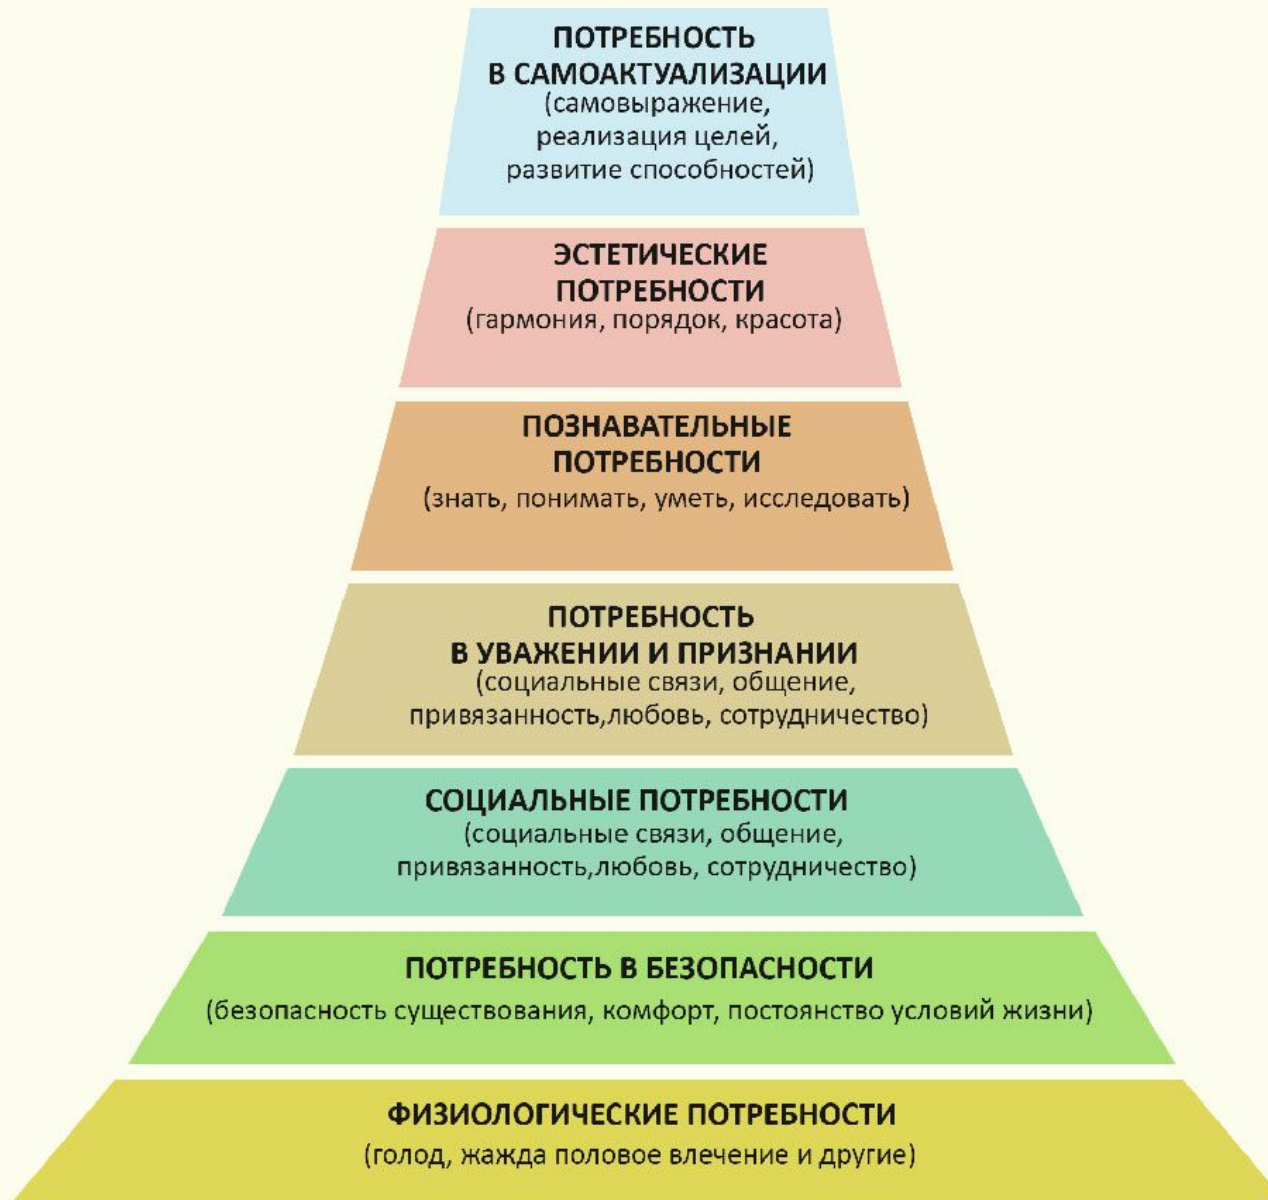 ПОТРЕБНОСТЬ
В САМОАКТУАЛИЗАЦИИ
(самовыражение,
реализация целей,
развитие способностей)
ЭСТЕТИЧЕСКИЕ
ПОТРЕБНОСТИ
(гармония, порядок, красота)
ПОЗНАВАТЕЛЬНЫЕ
ПОТРЕБНОСТИ
(знать, понимать, уметь, исследовать)
ПОТРЕБНОСТЬ
В УВАЖЕНИИ И ПРИЗНАНИИ
(социальные связи, общение,
привязанность,любовь, сотрудничество)
СОЦИАЛЬНЫЕ ПОТРЕБНОСТИ
(социальные связи, общение,
привязанность,любовь, сотрудничество)
ПОТРЕБНОСТЬ В БЕЗОПАСНОСТИ
(безопасность существования, комфорт, постоянство условий жизни)
ФИЗИОЛОГИЧЕСКИЕ ПОТРЕБНОСТИ
(голод, жажда половое влечение и другие)